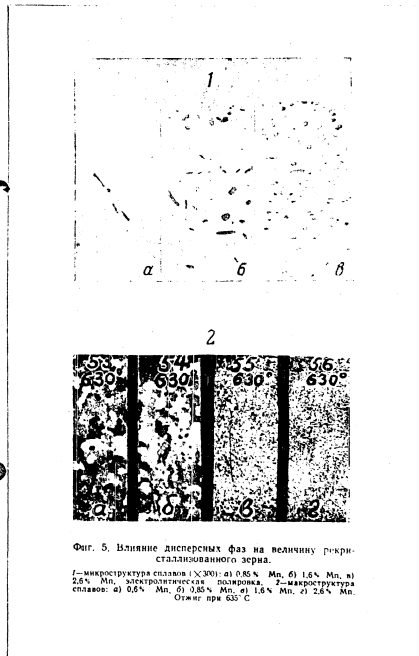 1
а б в
2
53 54 55 56
630° 630° 630° 630°
а б в г
Фиг. 5. Влияние дисперсных фаз на величину рекри-
сталлизованного зерна.
1—микроструктура сплавов (×300): а) 0,85% Mn, б) 1,6% Mn, в)
2,6% Mn, электролитическая полировка, 2—макроструктура
сплавов: а) 0,6% Mn, б) 0,85% Mn, в) 1,6% Mn, г) 2,6% Mn.
Отжиг при 635°C